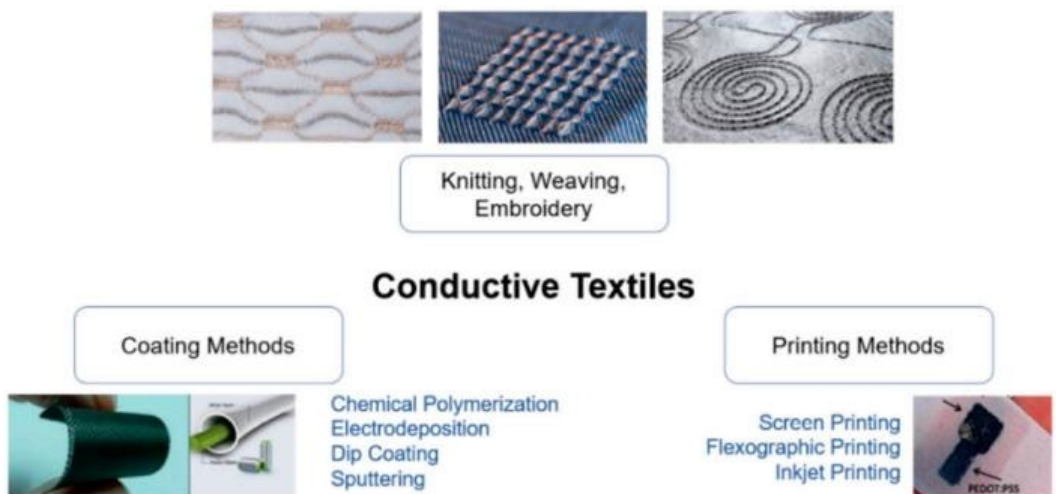 Knitting, Weaving,
Embroidery
Conductive Textiles
Coating Methods
Printing Methods
Chemical Polymerization
Electrodeposition
Dip Coating
Sputtering
Screen Printing
Flexographic Printing
Inkjet Printing
PEDOT:PSS